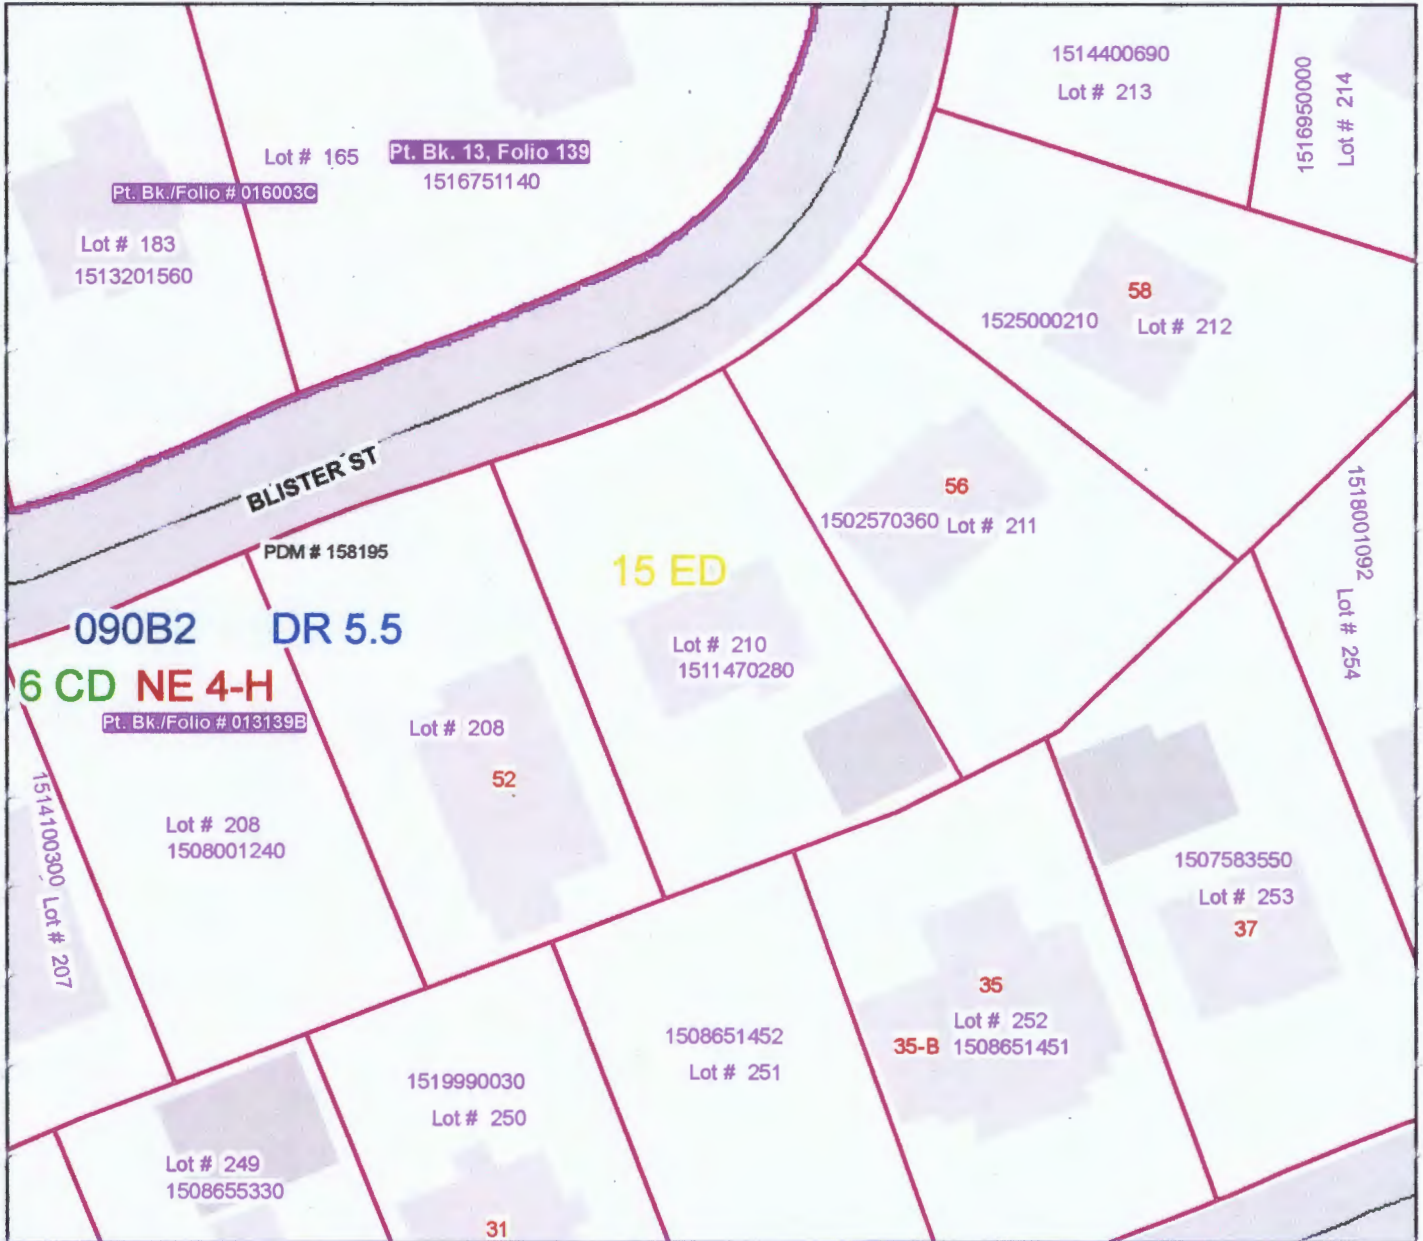 1514400690
Lot # 213
1516950000
Lot # 214
Lot # 165
Pt. Bk. 13, Folio 139
1516751140
Pt. Bk./Folio # 016003C
Lot # 183
1513201560
58
1525000210
Lot # 212
BLISTER ST
56
1502570360
Lot # 211
1518001092
Lot # 254
PDM # 158195
15 ED
090B2
DR 5.5
Lot # 210
1511470280
6 CD
NE 4-H
Pt. Bk./Folio # 013139B
Lot # 208
52
1514100300
Lot # 207
Lot # 208
1508001240
1507583550
Lot # 253
37
35
Lot # 252
35-B
1508651451
1508651452
Lot # 251
1519990030
Lot # 250
Lot # 249
1508655330
31